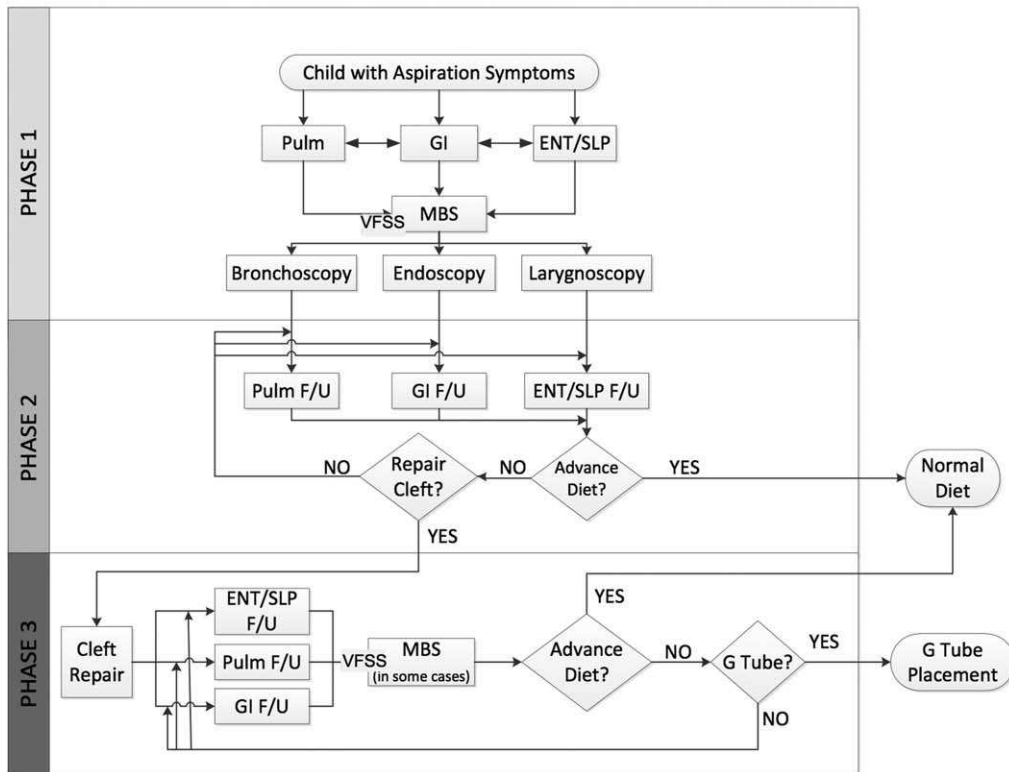 PHASE 1
Child with Aspiration Symptoms
Pulm
GI
ENT/SLP
VFSS
MBS
Bronchoscopy
Endoscopy
Larygnoscopy
PHASE 2
Pulm F/U
GI F/U
ENT/SLP F/U
NO
Repair
Cleft?
NO
Advance
Diet?
YES
Normal
Diet
YES
PHASE 3
Cleft
Repair
ENT/SLP
F/U
Pulm F/U
GI F/U
VFSS
MBS
(in some cases)
YES
Advance
Diet?
NO
G Tube?
YES
G Tube
Placement
NO